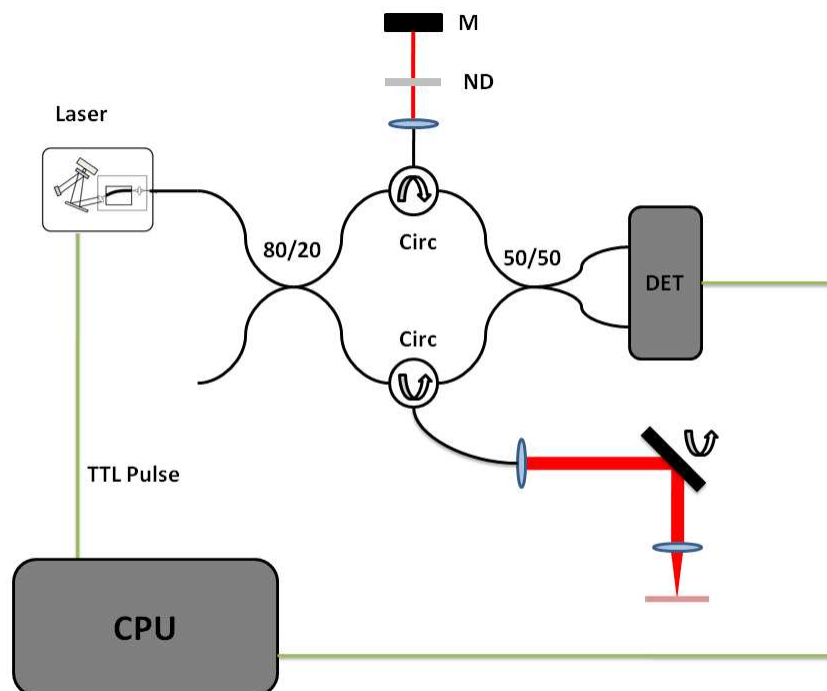 M
ND
Laser
80/20
Circ
50/50
DET
Circ
TTL Pulse
CPU